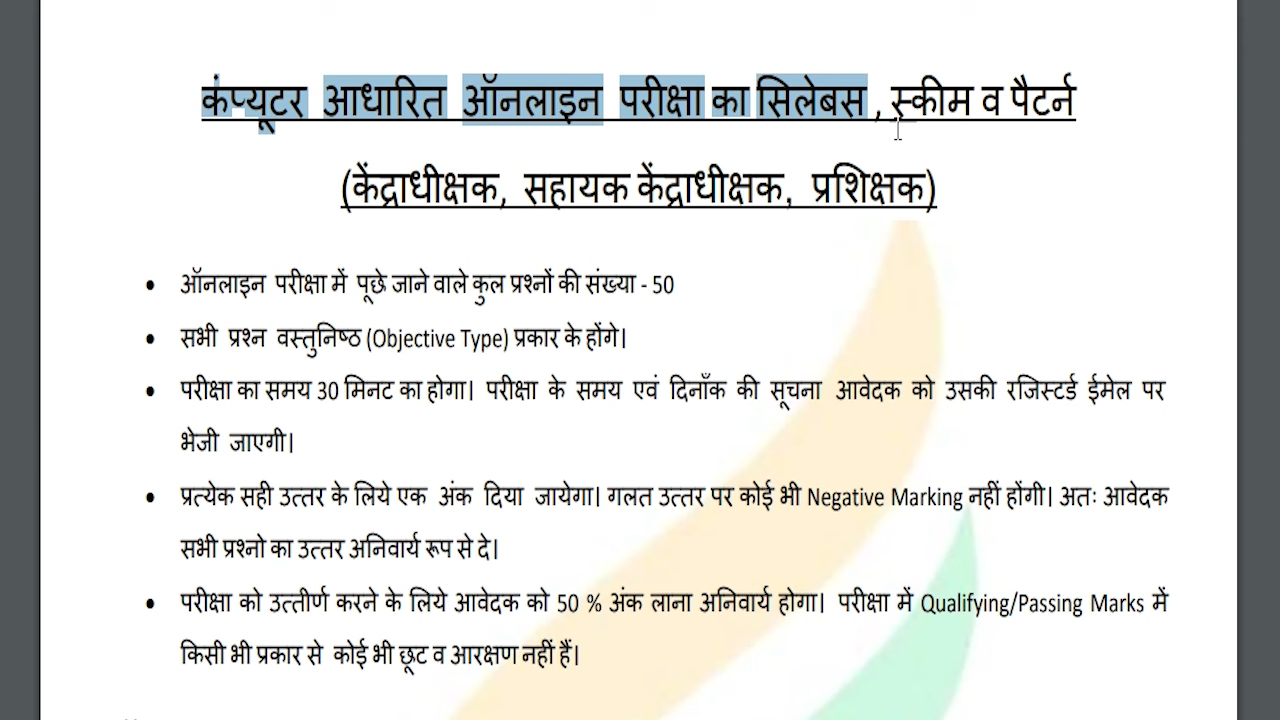 कंप्यूटर आधारित ऑनलाइन परीक्षा का सिलेबस , स्कीम व पैटर्न
(केंद्राधीक्षक, सहायक केंद्राधीक्षक, प्रशिक्षक)
• ऑनलाइन परीक्षा में पूछे जाने वाले कुल प्रश्नों की संख्या - 50
• सभी प्रश्न वस्तुनिष्ठ (Objective Type) प्रकार के होंगे।
• परीक्षा का समय 30 मिनट का होगा। परीक्षा के समय एवं दिनाँक की सूचना आवेदक को उसकी रजिस्टर्ड ईमेल पर
भेजी जाएगी।
• प्रत्येक सही उत्तर के लिये एक अंक दिया जायेगा। गलत उत्तर पर कोई भी Negative Marking नहीं होंगी। अतः आवेदक
सभी प्रश्नो का उत्तर अनिवार्य रूप से दे।
• परीक्षा को उत्तीर्ण करने के लिये आवेदक को 50 % अंक लाना अनिवार्य होगा। परीक्षा में Qualifying/Passing Marks में
किसी भी प्रकार से कोई भी छूट व आरक्षण नहीं हैं।